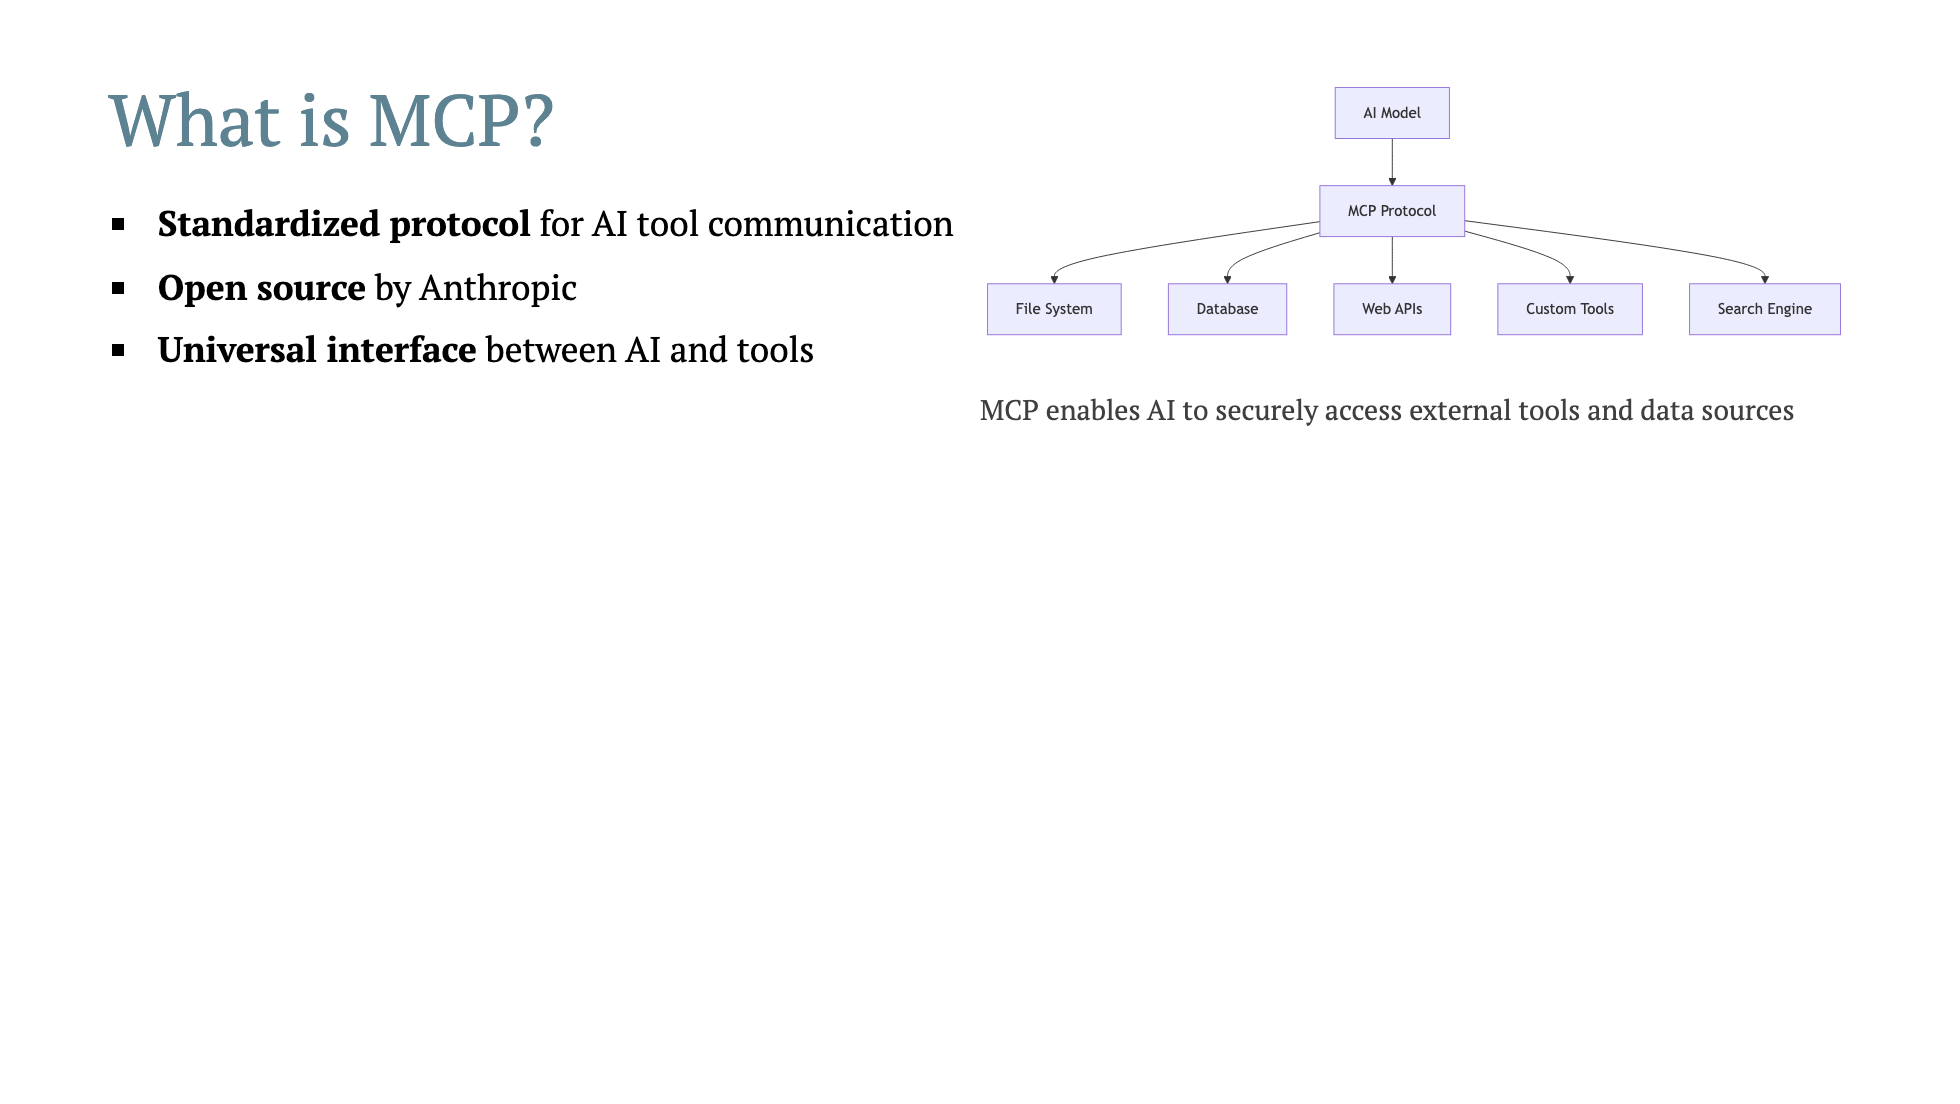 What is MCP?
Standardized protocol for AI tool communication
Open source by Anthropic
Universal interface between AI and tools
AI Model
MCP Protocol
File System
Database
Web APIs
Custom Tools
Search Engine
MCP enables AI to securely access external tools and data sources